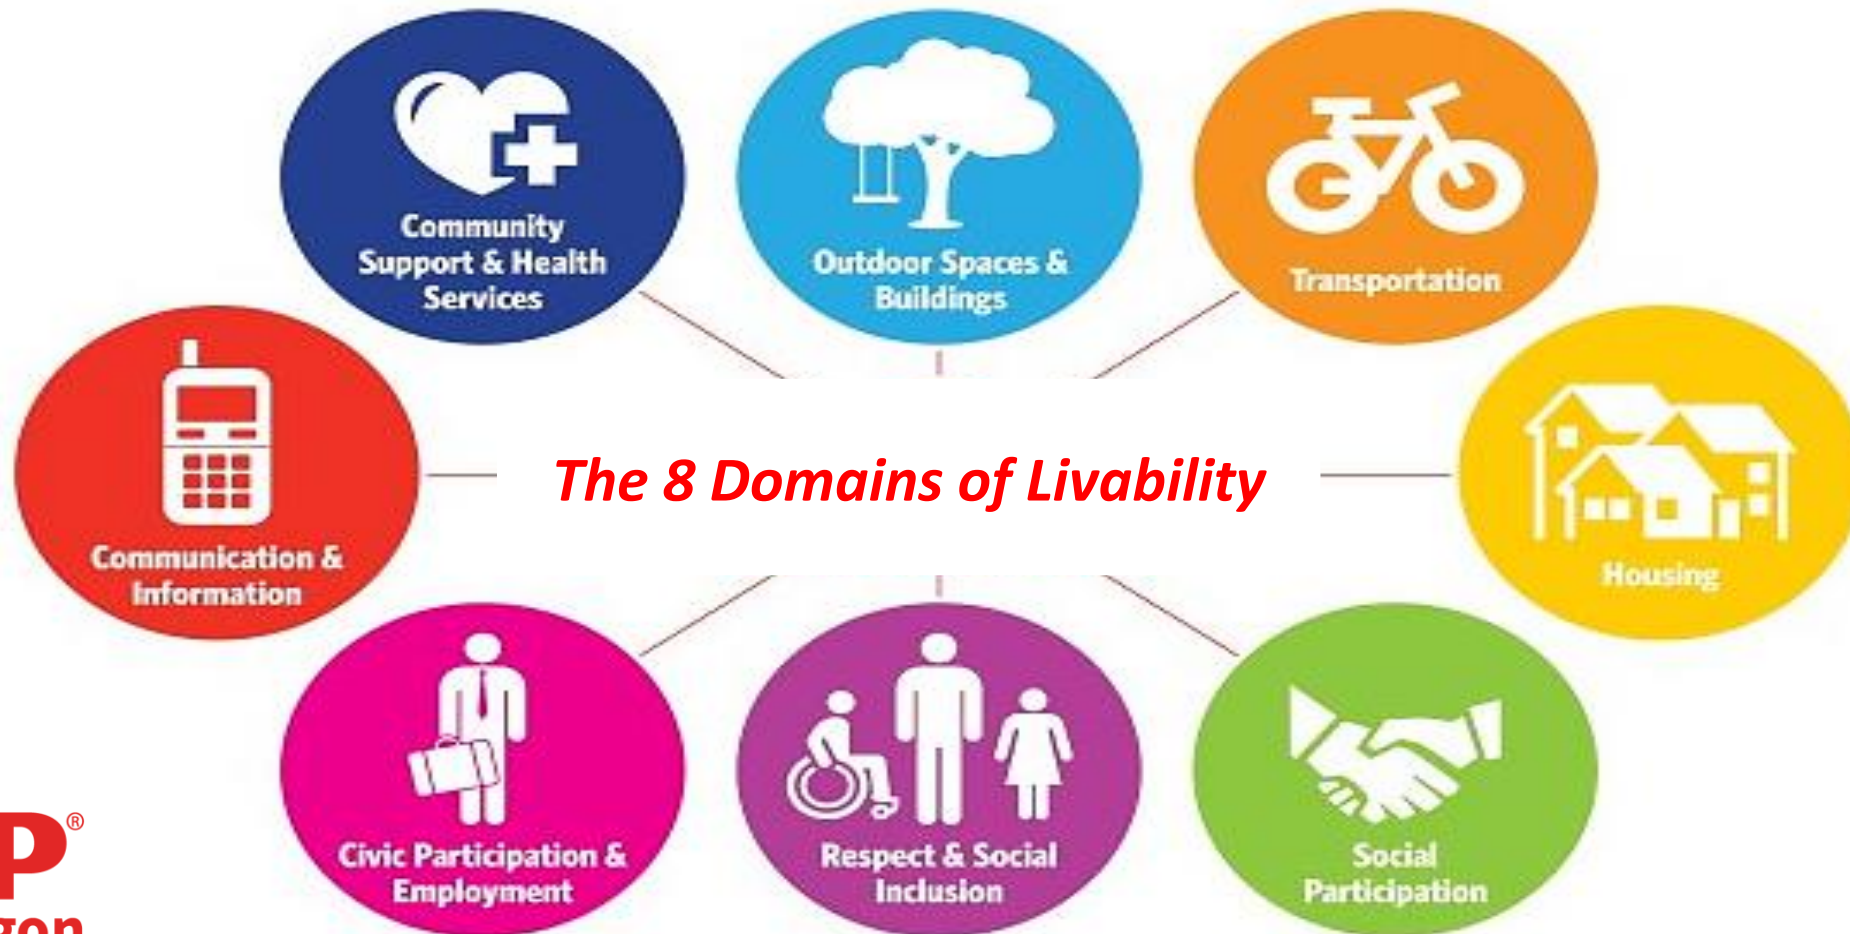 Community
Support & Health
Services
Outdoor Spaces &
Buildings
Transportation
Communication &
Information
The 8 Domains of Livability
Housing
Civic Participation &
Employment
Respect & Social
Inclusion
Social
Participation
P®
gon